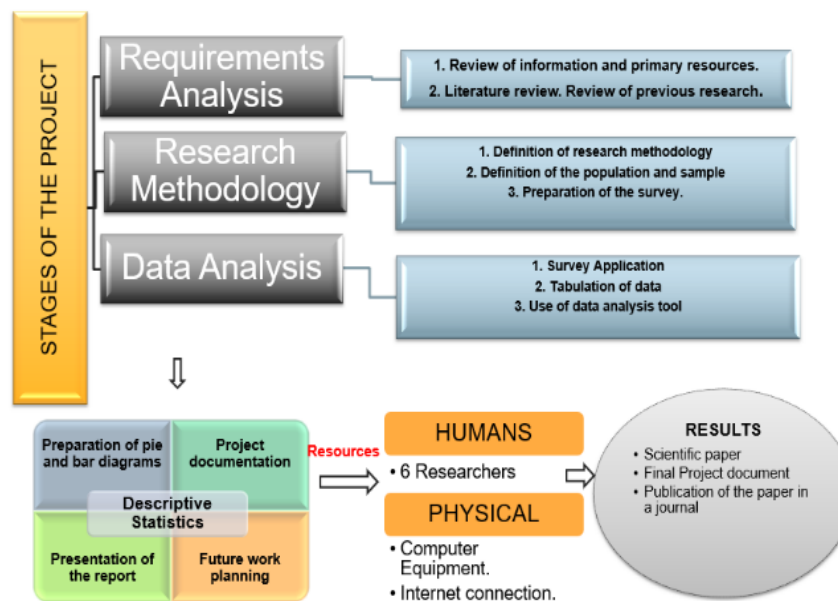 STAGES OF THE PROJECT
Requirements
Analysis
1. Review of information and primary resources.
2. Literature review. Review of previous research.
Research
Methodology
1. Definition of research methodology
2. Definition of the population and sample
3. Preparation of the survey.
Data Analysis
1. Survey Application
2. Tabulation of data
3. Use of data analysis tool
Preparation of pie
and bar diagrams
Project
documentation
Descriptive
Statistics
Presentation of
the report
Future work
planning
Resources
HUMANS
• 6 Researchers
PHYSICAL
• Computer
Equipment.
• Internet connection.
RESULTS
• Scientific paper
• Final Project document
• Publication of the paper in
a journal